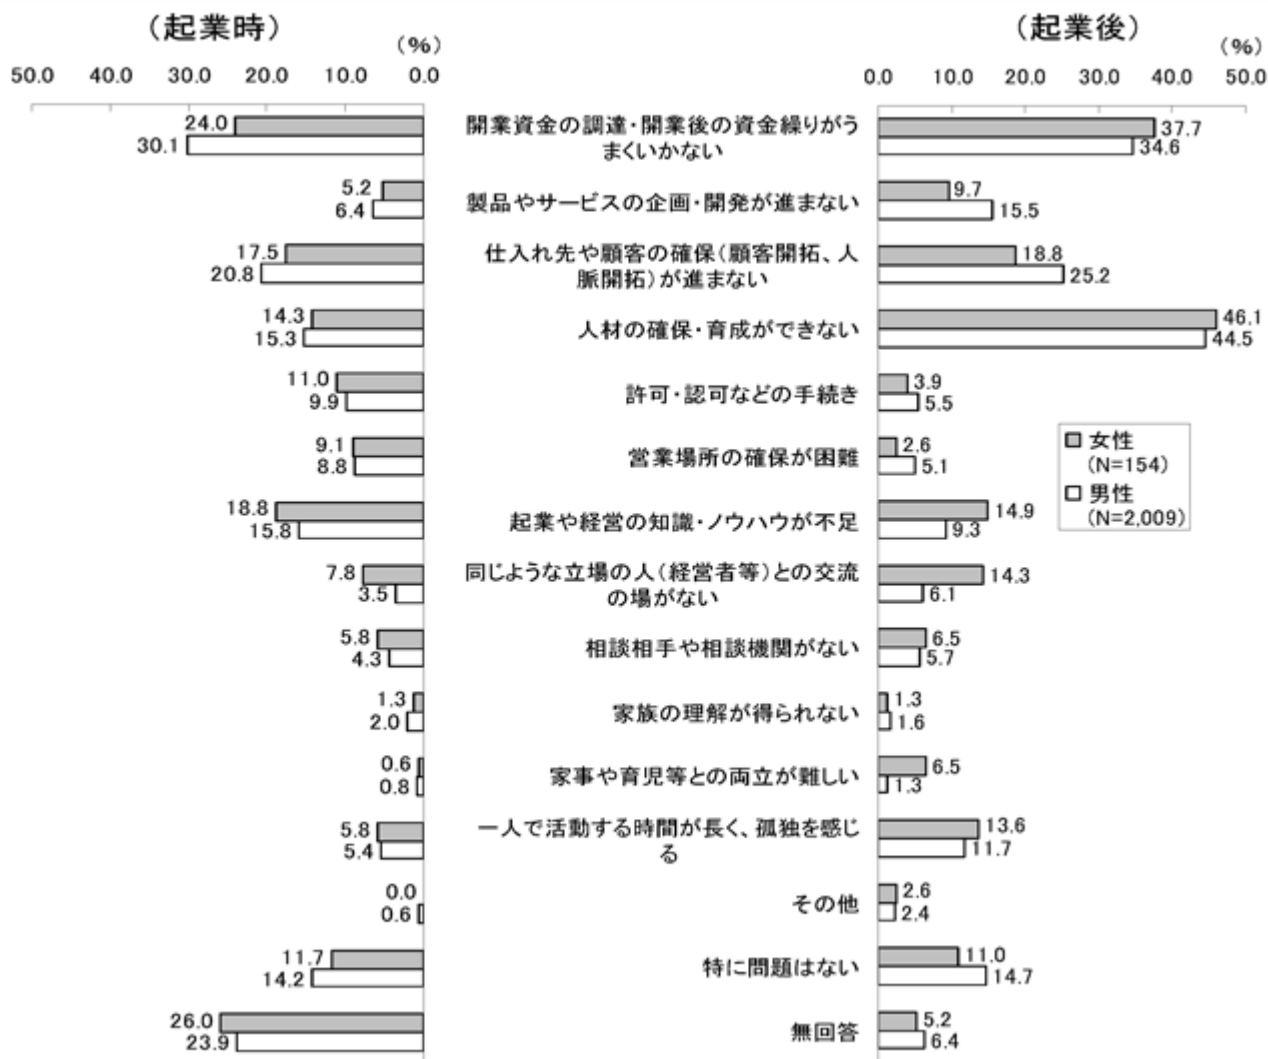 （起業時）
（%）
50.0 40.0 30.0 20.0 10.0 0.0
（起業後）
（%）
0.0 10.0 20.0 30.0 40.0 50.0
24.0
30.1
開業資金の調達・開業後の資金繰りがう
まくいかない
37.7
34.6
5.2
6.4
製品やサービスの企画・開発が進まない
9.7
15.5
17.5
20.8
仕入れ先や顧客の確保（顧客開拓、人
脈開拓）が進まない
18.8
25.2
14.3
15.3
人材の確保・育成ができない
46.1
44.5
11.0
9.9
許可・認可などの手続き
3.9
5.5
9.1
8.8
営業場所の確保が困難
2.6
5.1
女性
（N=154）
男性
（N=2,009）
18.8
15.8
起業や経営の知識・ノウハウが不足
14.9
9.3
7.8
3.5
同じような立場の人（経営者等）との交流
の場がない
14.3
6.1
5.8
4.3
相談相手や相談機関がない
6.5
5.7
1.3
2.0
家族の理解が得られない
1.3
1.6
0.6
0.8
家事や育児等との両立が難しい
6.5
1.3
5.8
5.4
一人で活動する時間が長く、孤独を感じ
る
13.6
11.7
0.0
0.6
その他
2.6
2.4
11.7
14.2
特に問題はない
11.0
14.7
26.0
23.9
無回答
5.2
6.4